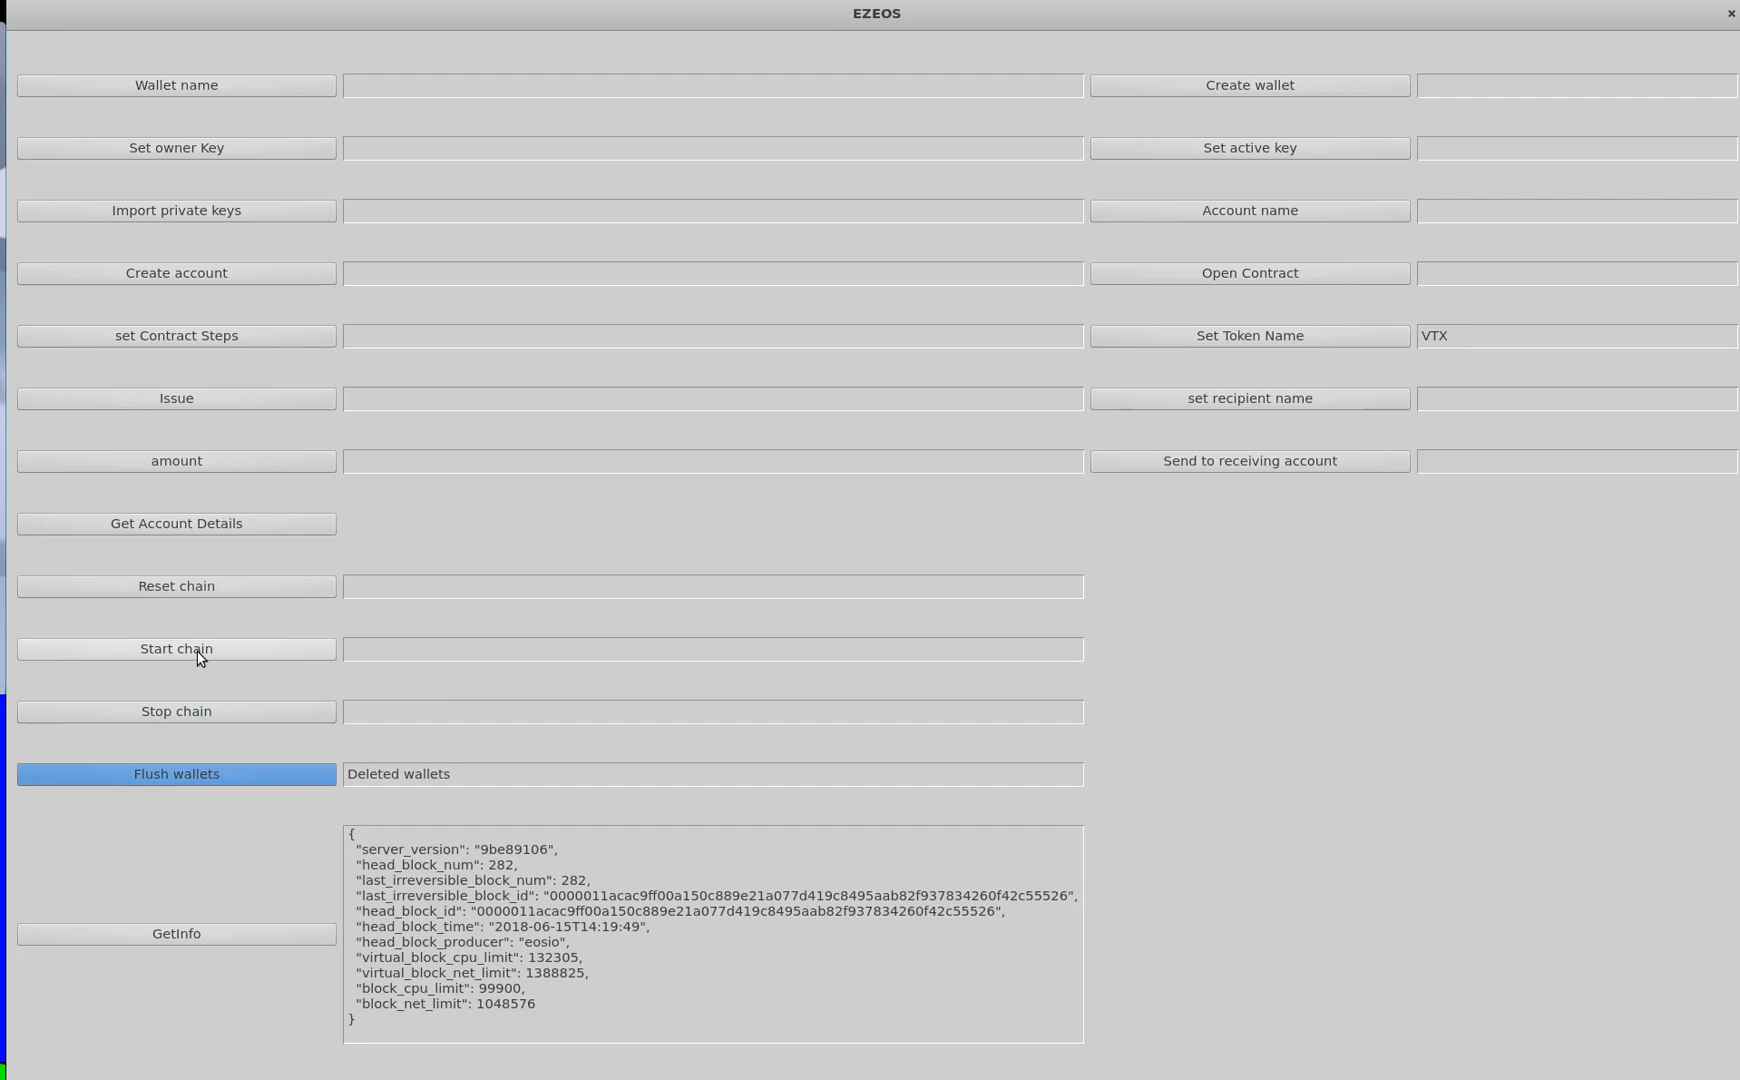 EZEOS
Wallet name
Create wallet
Set owner Key
Set active key
Import private keys
Account name
Create account
Open Contract
set Contract Steps
Set Token Name
VTX
Issue
set recipient name
amount
Send to receiving account
Get Account Details
Reset chain
Start chain
Stop chain
Flush wallets
Deleted wallets
GetInfo
{
"server_version": "9be89106",
"head_block_num": 282,
"last_irreversible_block_num": 282,
"last_irreversible_block_id": "0000011acac9ff00a150c889e21a077d419c8495aab82f937834260f42c55526",
"head_block_id": "0000011acac9ff00a150c889e21a077d419c8495aab82f937834260f42c55526",
"head_block_time": "2018-06-15T14:19:49",
"head_block_producer": "eosio",
"virtual_block_cpu_limit": 132305,
"virtual_block_net_limit": 1388825,
"block_cpu_limit": 99900,
"block_net_limit": 1048576
}